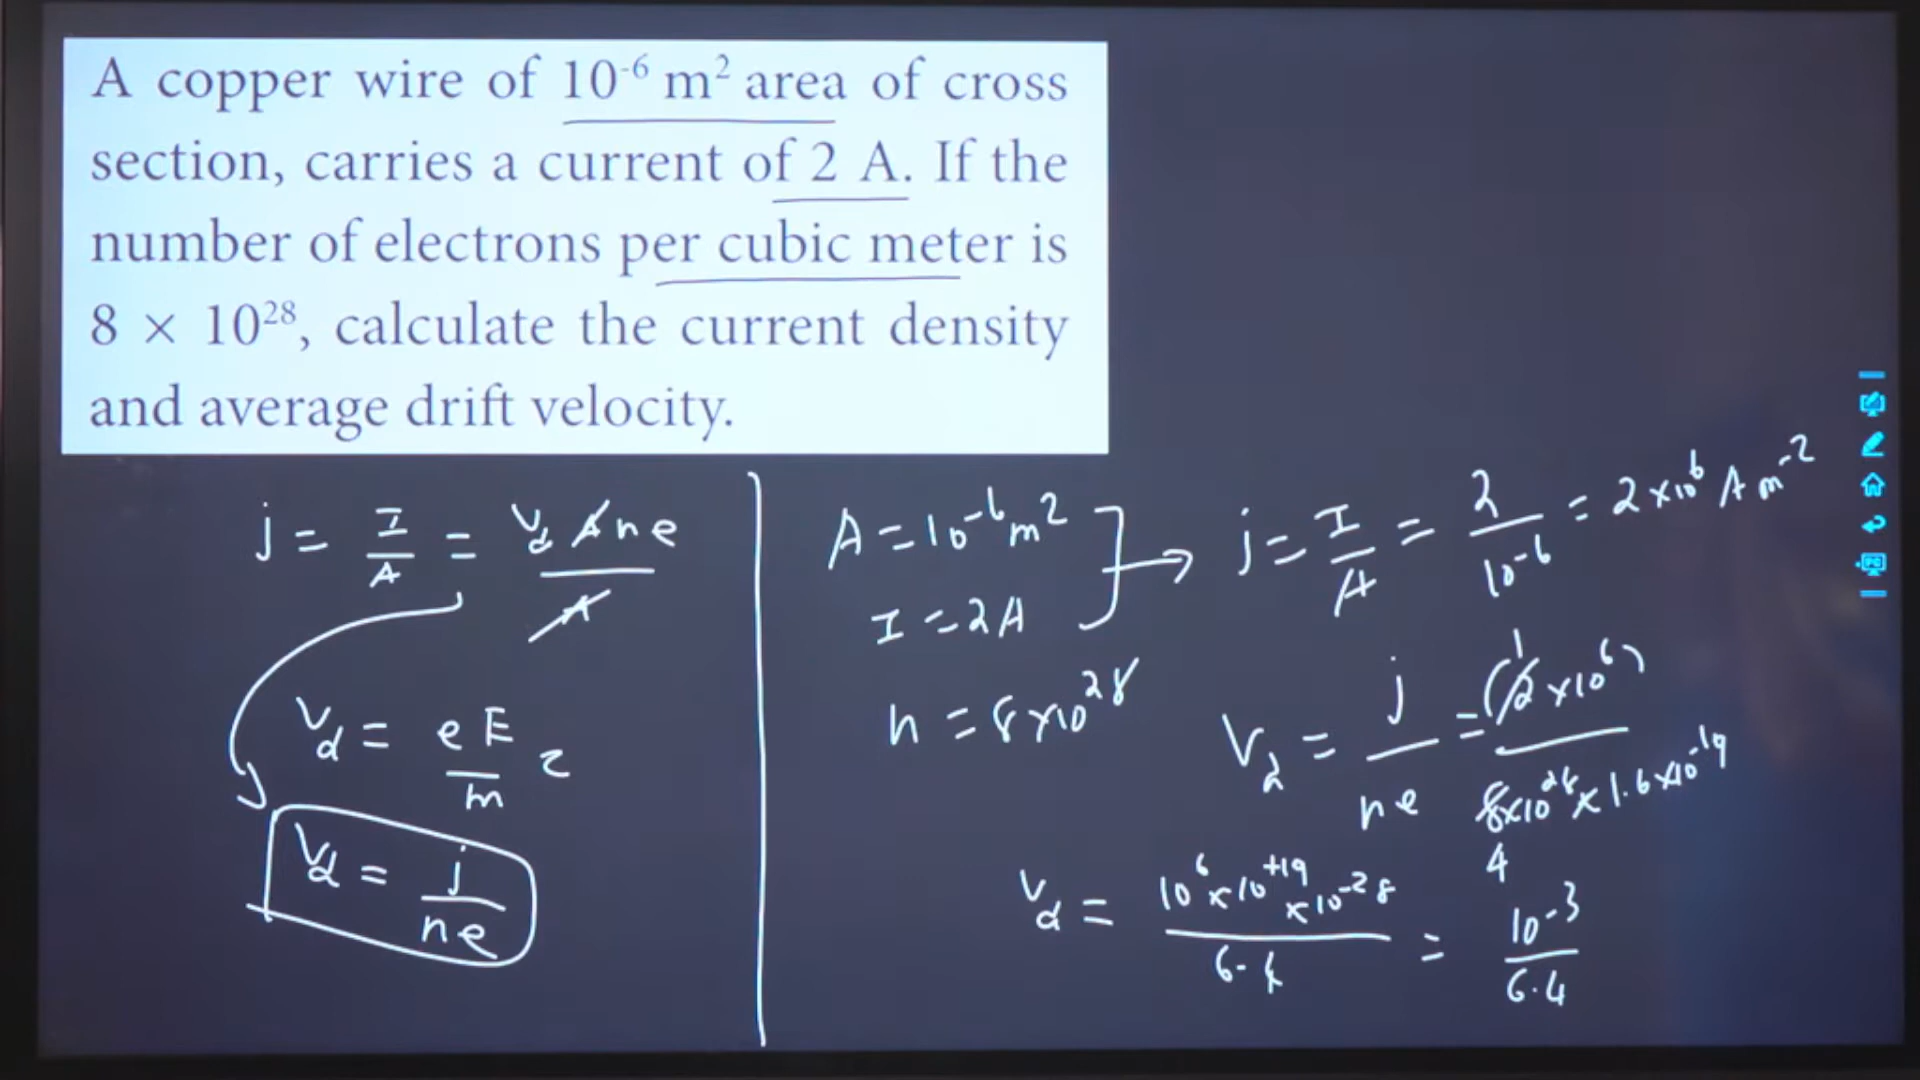 A copper wire of 10⁻⁶ m² area of cross
section, carries a current of 2 A. If the
number of electrons per cubic meter is
8 × 10²⁸, calculate the current density
and average drift velocity.
j = I/A = V_d A n e / A
V_d = eE/m τ
V_d = j/ne
A = 10⁻⁶ m²
I = 2A
n = 8×10²⁸
j = I/A = 2/10⁻⁶ = 2×10⁶ A m⁻²
V_d = j/ne = (2×10⁶)/8×10²⁸×1.6×10⁻¹⁹
1
4
V_d = 10⁶×10⁺¹⁹×10⁻²⁸/6.4 = 10⁻³/6.4